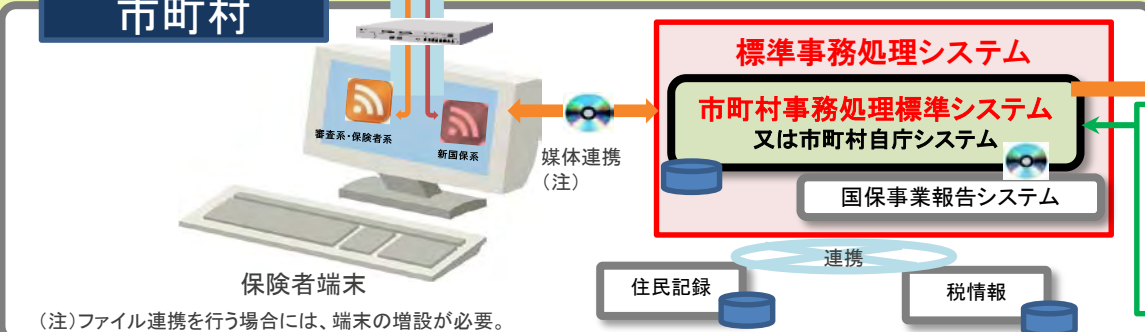 市町村
標準事務処理システム
市町村事務処理標準システム
又は市町村自庁システム
審査系・保険者系
新国保系
媒体連携
（注）
国保事業報告システム
連携
保険者端末
住民記録
税情報
（注）ファイル連携を行う場合には、端末の増設が必要。